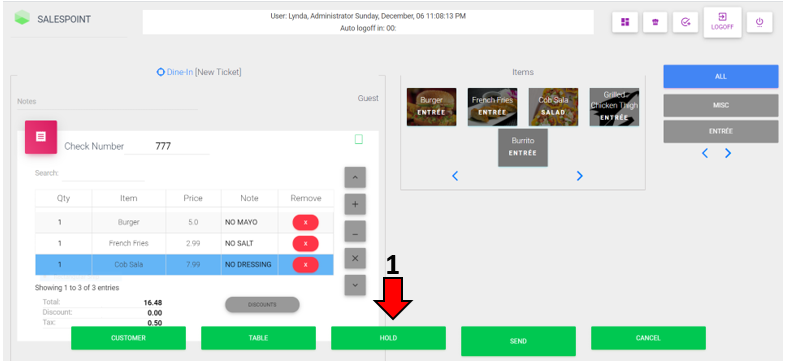 SALESPOINT
User: Lynda, Administrator Sunday, December, 06 11:08:13 PM
Auto logoff in: 00:
LOGOFF
Dine-In [New Ticket]
Notes
Guest
Check Number 777
Search:
Qty Item Price Note Remove
1 Burger 5.0 NO MAYO x
1 French Fries 2.99 NO SALT x
1 Cob Sala 7.99 NO DRESSING x
Showing 1 to 3 of 3 entries
Total: 16.48
Discount: 0.00
Tax: 0.50
DISCOUNTS
Items
Burger
ENTRÉE
French Fries
ENTRÉE
Cob Sala
SALAD
Grilled
Chicken Thigh
ENTRÉE
Burrito
ENTRÉE
ALL
MISC
ENTRÉE
1
CUSTOMER
TABLE
HOLD
SEND
CANCEL